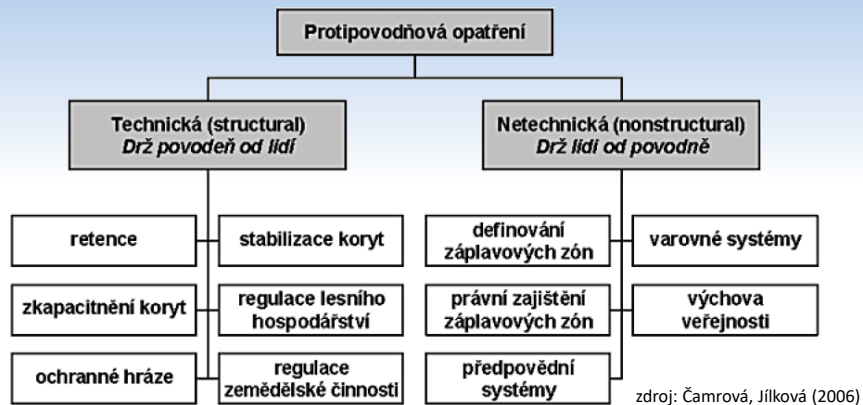 Protipovodňová opatření
Technická (structural)
Drž povodeň od lidí
Netechnická (nonstructural)
Drž lidi od povodně
retence
stabilizace koryt
definování
záplavových zón
varovné systémy
zkapacitnění koryt
regulace lesního
hospodářství
právní zajištění
záplavových zón
výchova
veřejnosti
ochranné hráze
regulace
zemědělské činnosti
předpovědní
systémy
zdroj: Čamrová, Jílková (2006)